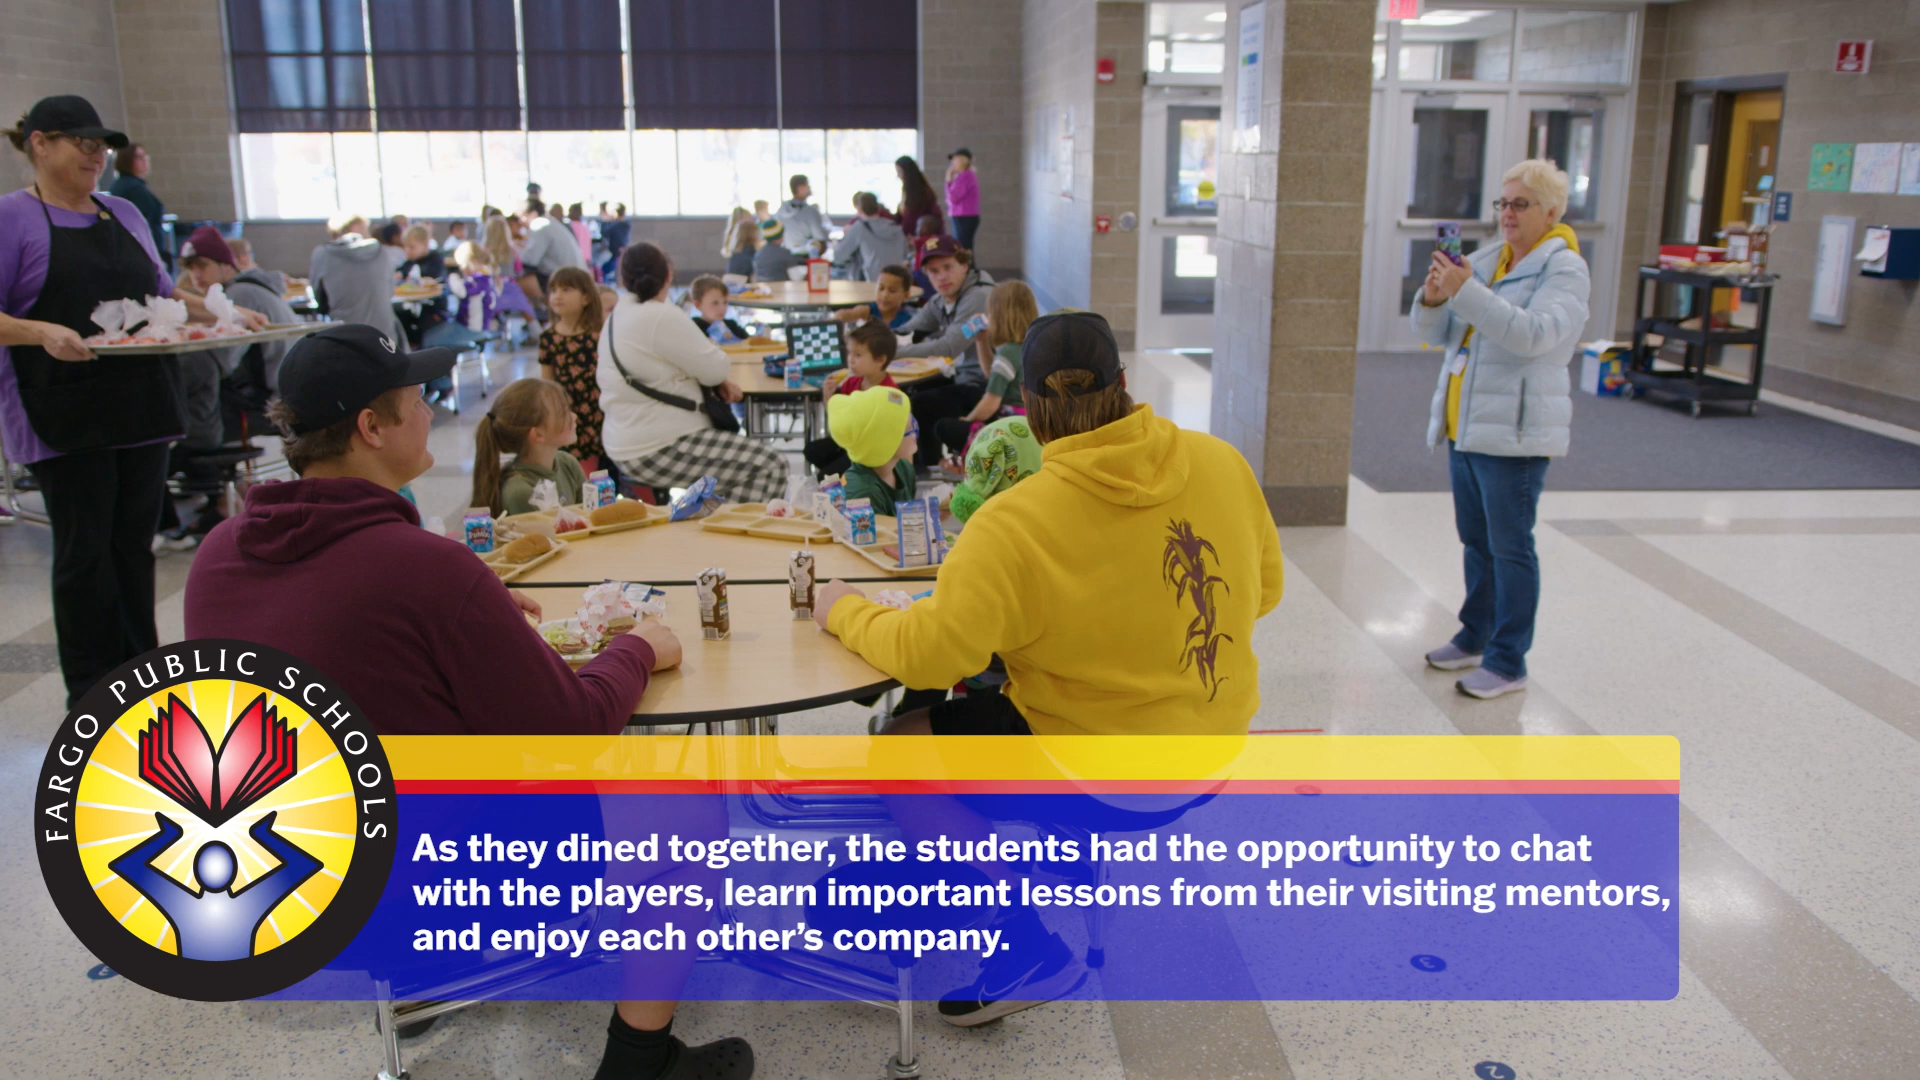 FARGO PUBLIC SCHOOLS
As they dined together, the students had the opportunity to chat
with the players, learn important lessons from their visiting mentors,
and enjoy each other’s company.